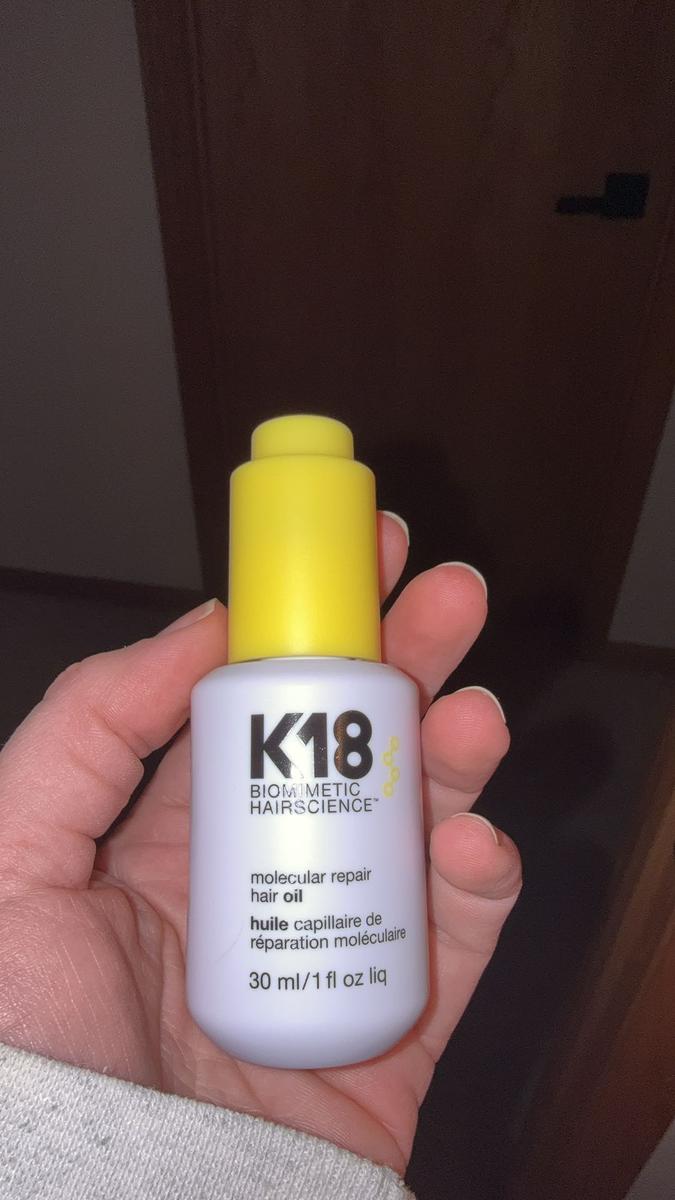 K18
BIOMIMETIC
HAIRSCIENCE™
molecular repair
hair oil
huile capillaire de
réparation moléculaire
30 ml/1 fl oz liq